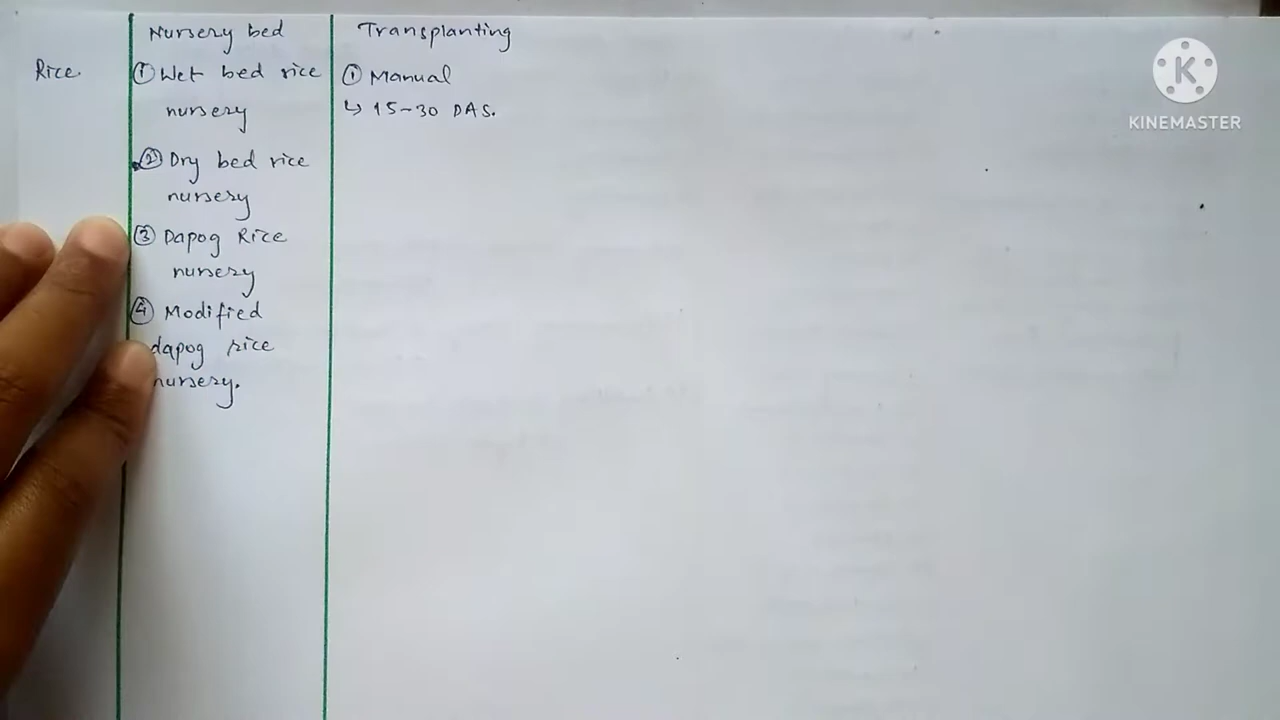 Nursery bed
Transplanting
Rice.
① Wet bed rice
nursery
① Manual
↳ 15-30 DAS.
② Dry bed rice
nursery
③ Dapog Rice
nursery
④ Modified
dapog rice
nursery.
K
KINEMASTER